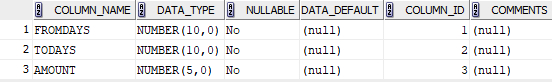 COLUMN_NAME DATA_TYPE NULLABLE DATA_DEFAULT COLUMN_ID COMMENTS
1 FROMDAYS NUMBER(10,0) No (null) 1 (null)
2 TODAYS NUMBER(10,0) No (null) 2 (null)
3 AMOUNT NUMBER(5,0) No (null) 3 (null)